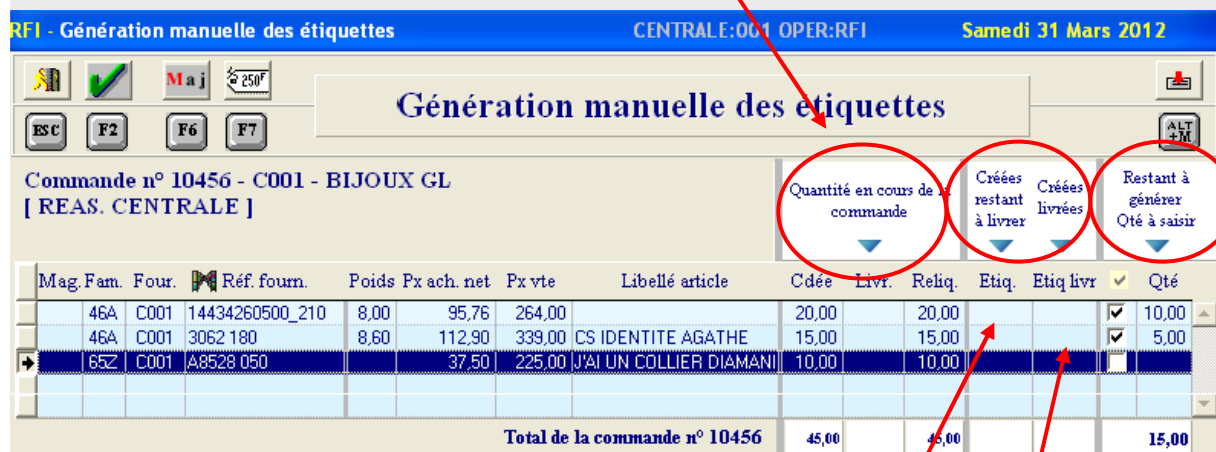 RFI - Génération manuelle des étiquettes CENTRALE:001 OPER:RFI Samedi 31 Mars 2012
Maj 250F
Génération manuelle des étiquettes
ESC F2 F6 F7 ALT +M
Commande n° 10456 - C001 - BIJOUX GL
[ REAS. CENTRALE ]
Quantité en cours de la commande
Créées restant à livrer
Créées livrées
Restant à générer Qté à saisir
Mag. Fam. Four. Réf. fourn. Poids Px ach. net Px vte Libellé article Cdée Livr. Reliq. Etiq. Etiq livr Qté
46A C001 14434260500_210 8,00 95,76 264,00 20,00 20,00 10,00
46A C001 3062 180 8,60 112,90 339,00 CS IDENTITE AGATHE 15,00 15,00 5,00
65Z C001 A8528 050 37,50 225,00 J'AI UN COLLIER DIAMANI 10,00 10,00
Total de la commande n° 10456 45,00 45,00 15,00